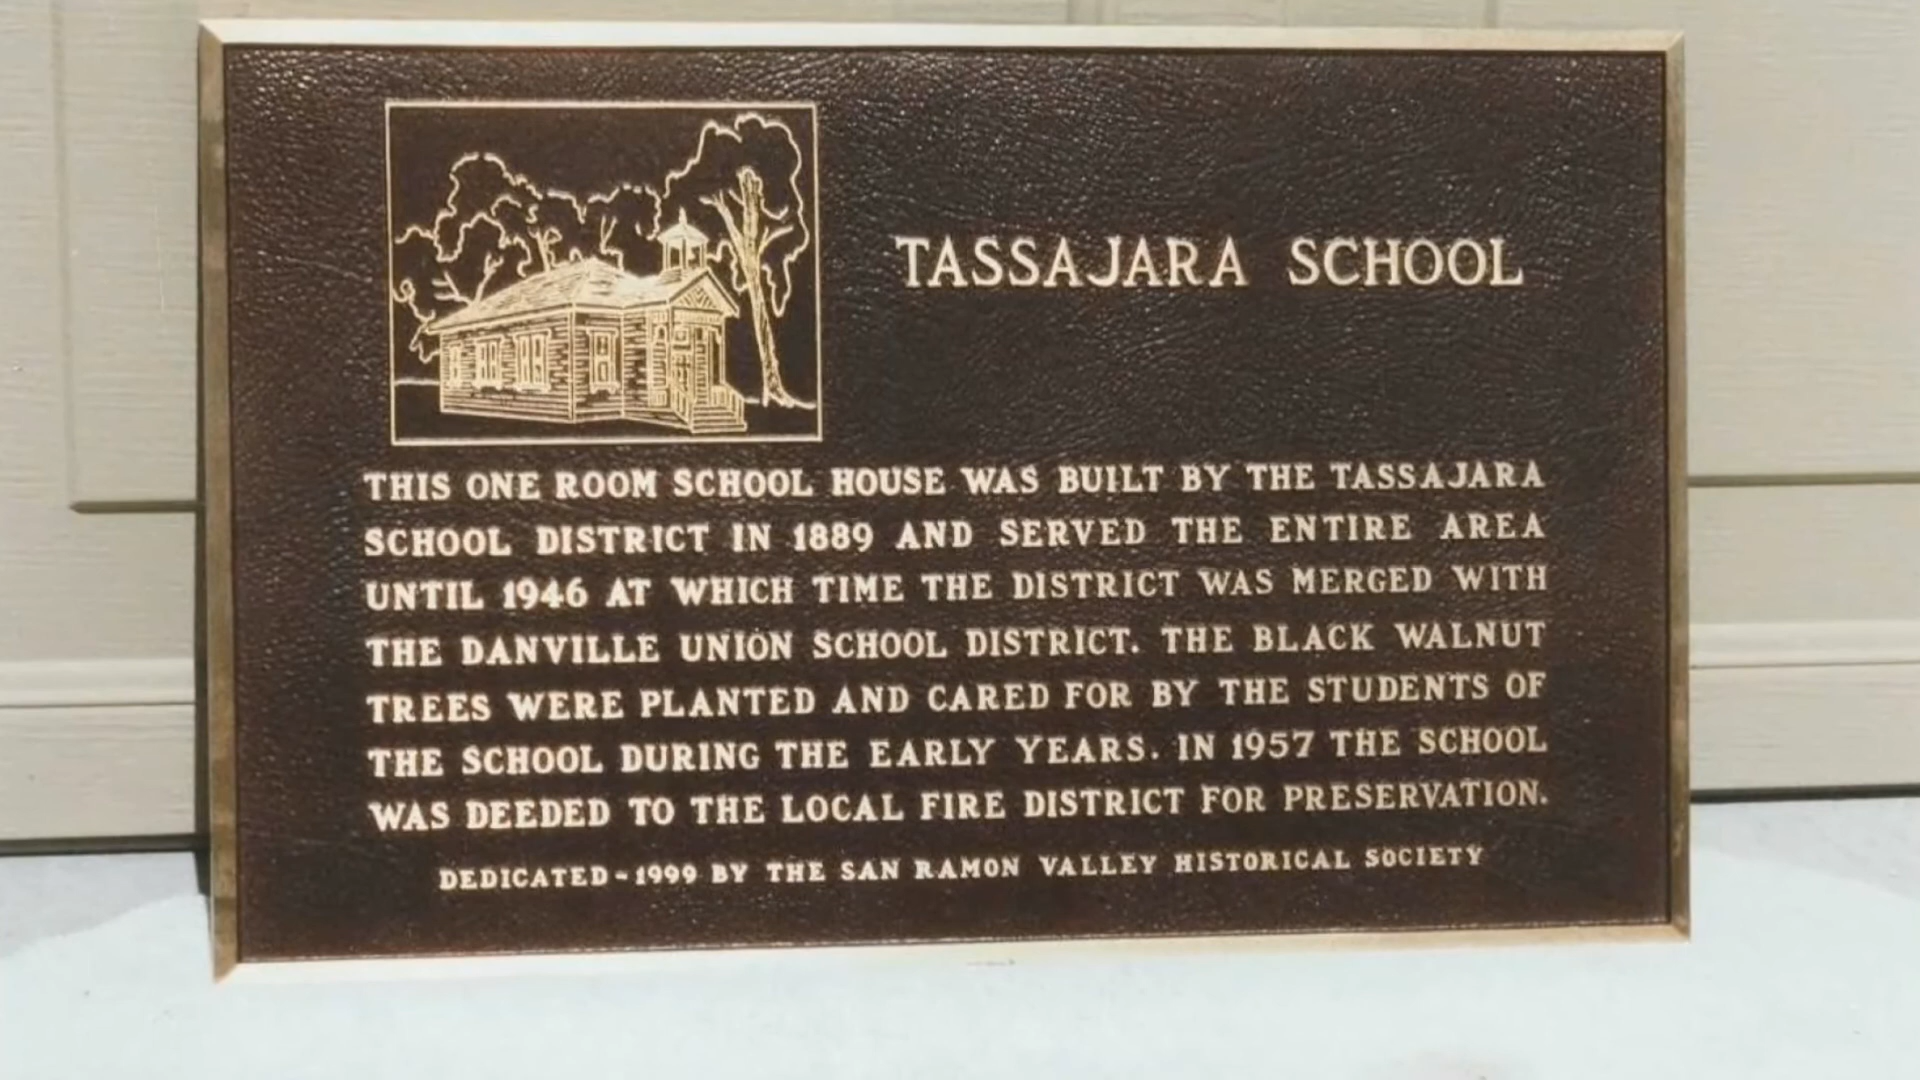 TASSAJARA SCHOOL
THIS ONE ROOM SCHOOL HOUSE WAS BUILT BY THE TASSAJARA
SCHOOL DISTRICT IN 1889 AND SERVED THE ENTIRE AREA
UNTIL 1946 AT WHICH TIME THE DISTRICT WAS MERGED WITH
THE DANVILLE UNION SCHOOL DISTRICT. THE BLACK WALNUT
TREES WERE PLANTED AND CARED FOR BY THE STUDENTS OF
THE SCHOOL DURING THE EARLY YEARS. IN 1957 THE SCHOOL
WAS DEEDED TO THE LOCAL FIRE DISTRICT FOR PRESERVATION.
DEDICATED-1999 BY THE SAN RAMON VALLEY HISTORICAL SOCIETY